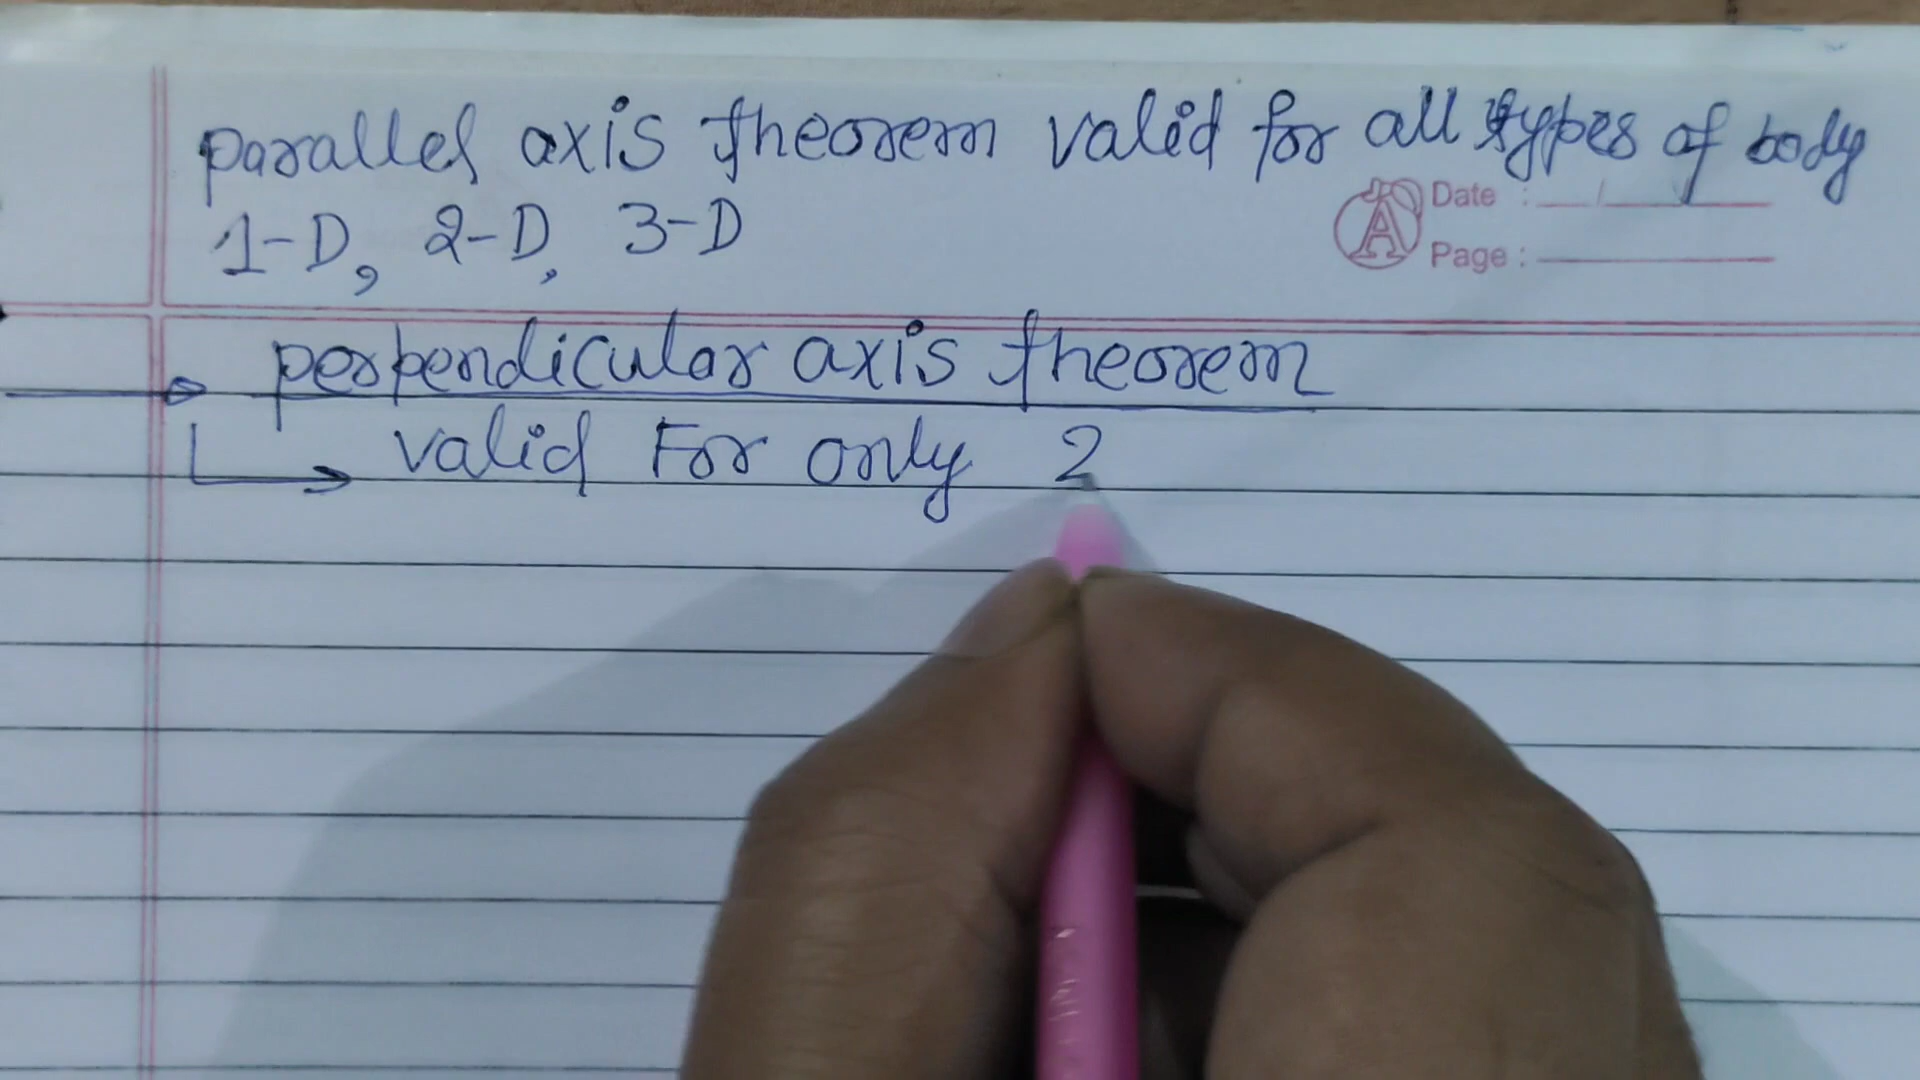 parallel axis theorem valid for all types of body
1-D, 2-D, 3-D
Date :
Page :
perpendicular axis theorem
valid For only 2